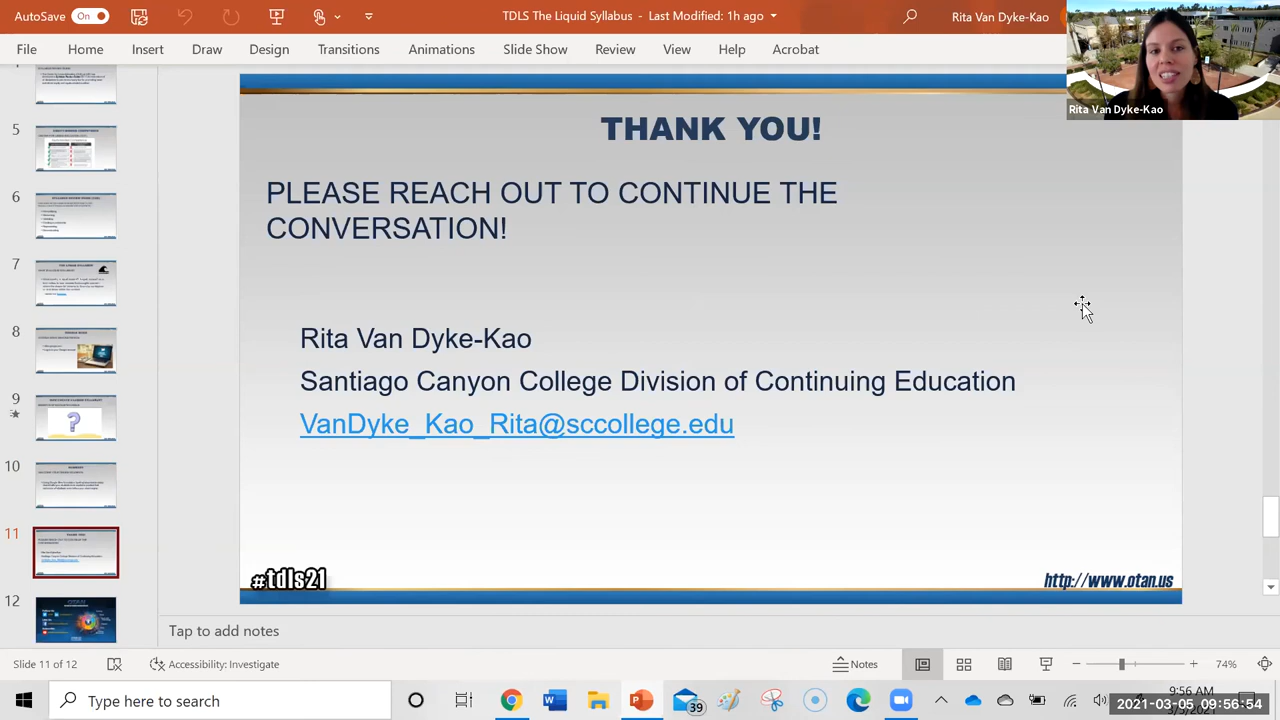 AutoSave On
TDLS The Liquid Syllabus - Last Modified: 1h ago
Rita Van Dyke-Kao
File Home Insert Draw Design Transitions Animations Slide Show Review View Help Acrobat
Rita Van Dyke-Kao
5
6
7
8
9
10
11
12
THANK YOU!
PLEASE REACH OUT TO CONTINUE THE
CONVERSATION!
Rita Van Dyke-Kao
Santiago Canyon College Division of Continuing Education
VanDyke_Kao_Rita@sccollege.edu
#tdls21
http://www.otan.us
Tap to add notes
Slide 11 of 12
Accessibility: Investigate
Notes
74%
Type here to search
39
9:56 AM
2021-03-05 09:56:54